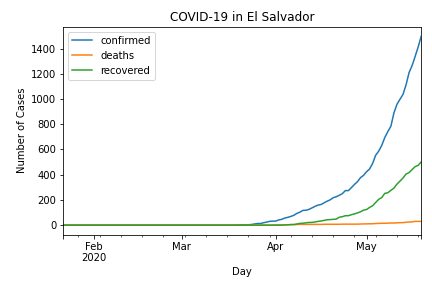 COVID-19 in El Salvador
confirmed
deaths
recovered
Number of Cases
1400
1200
1000
800
600
400
200
0
Feb
2020
Mar
Apr
May
Day